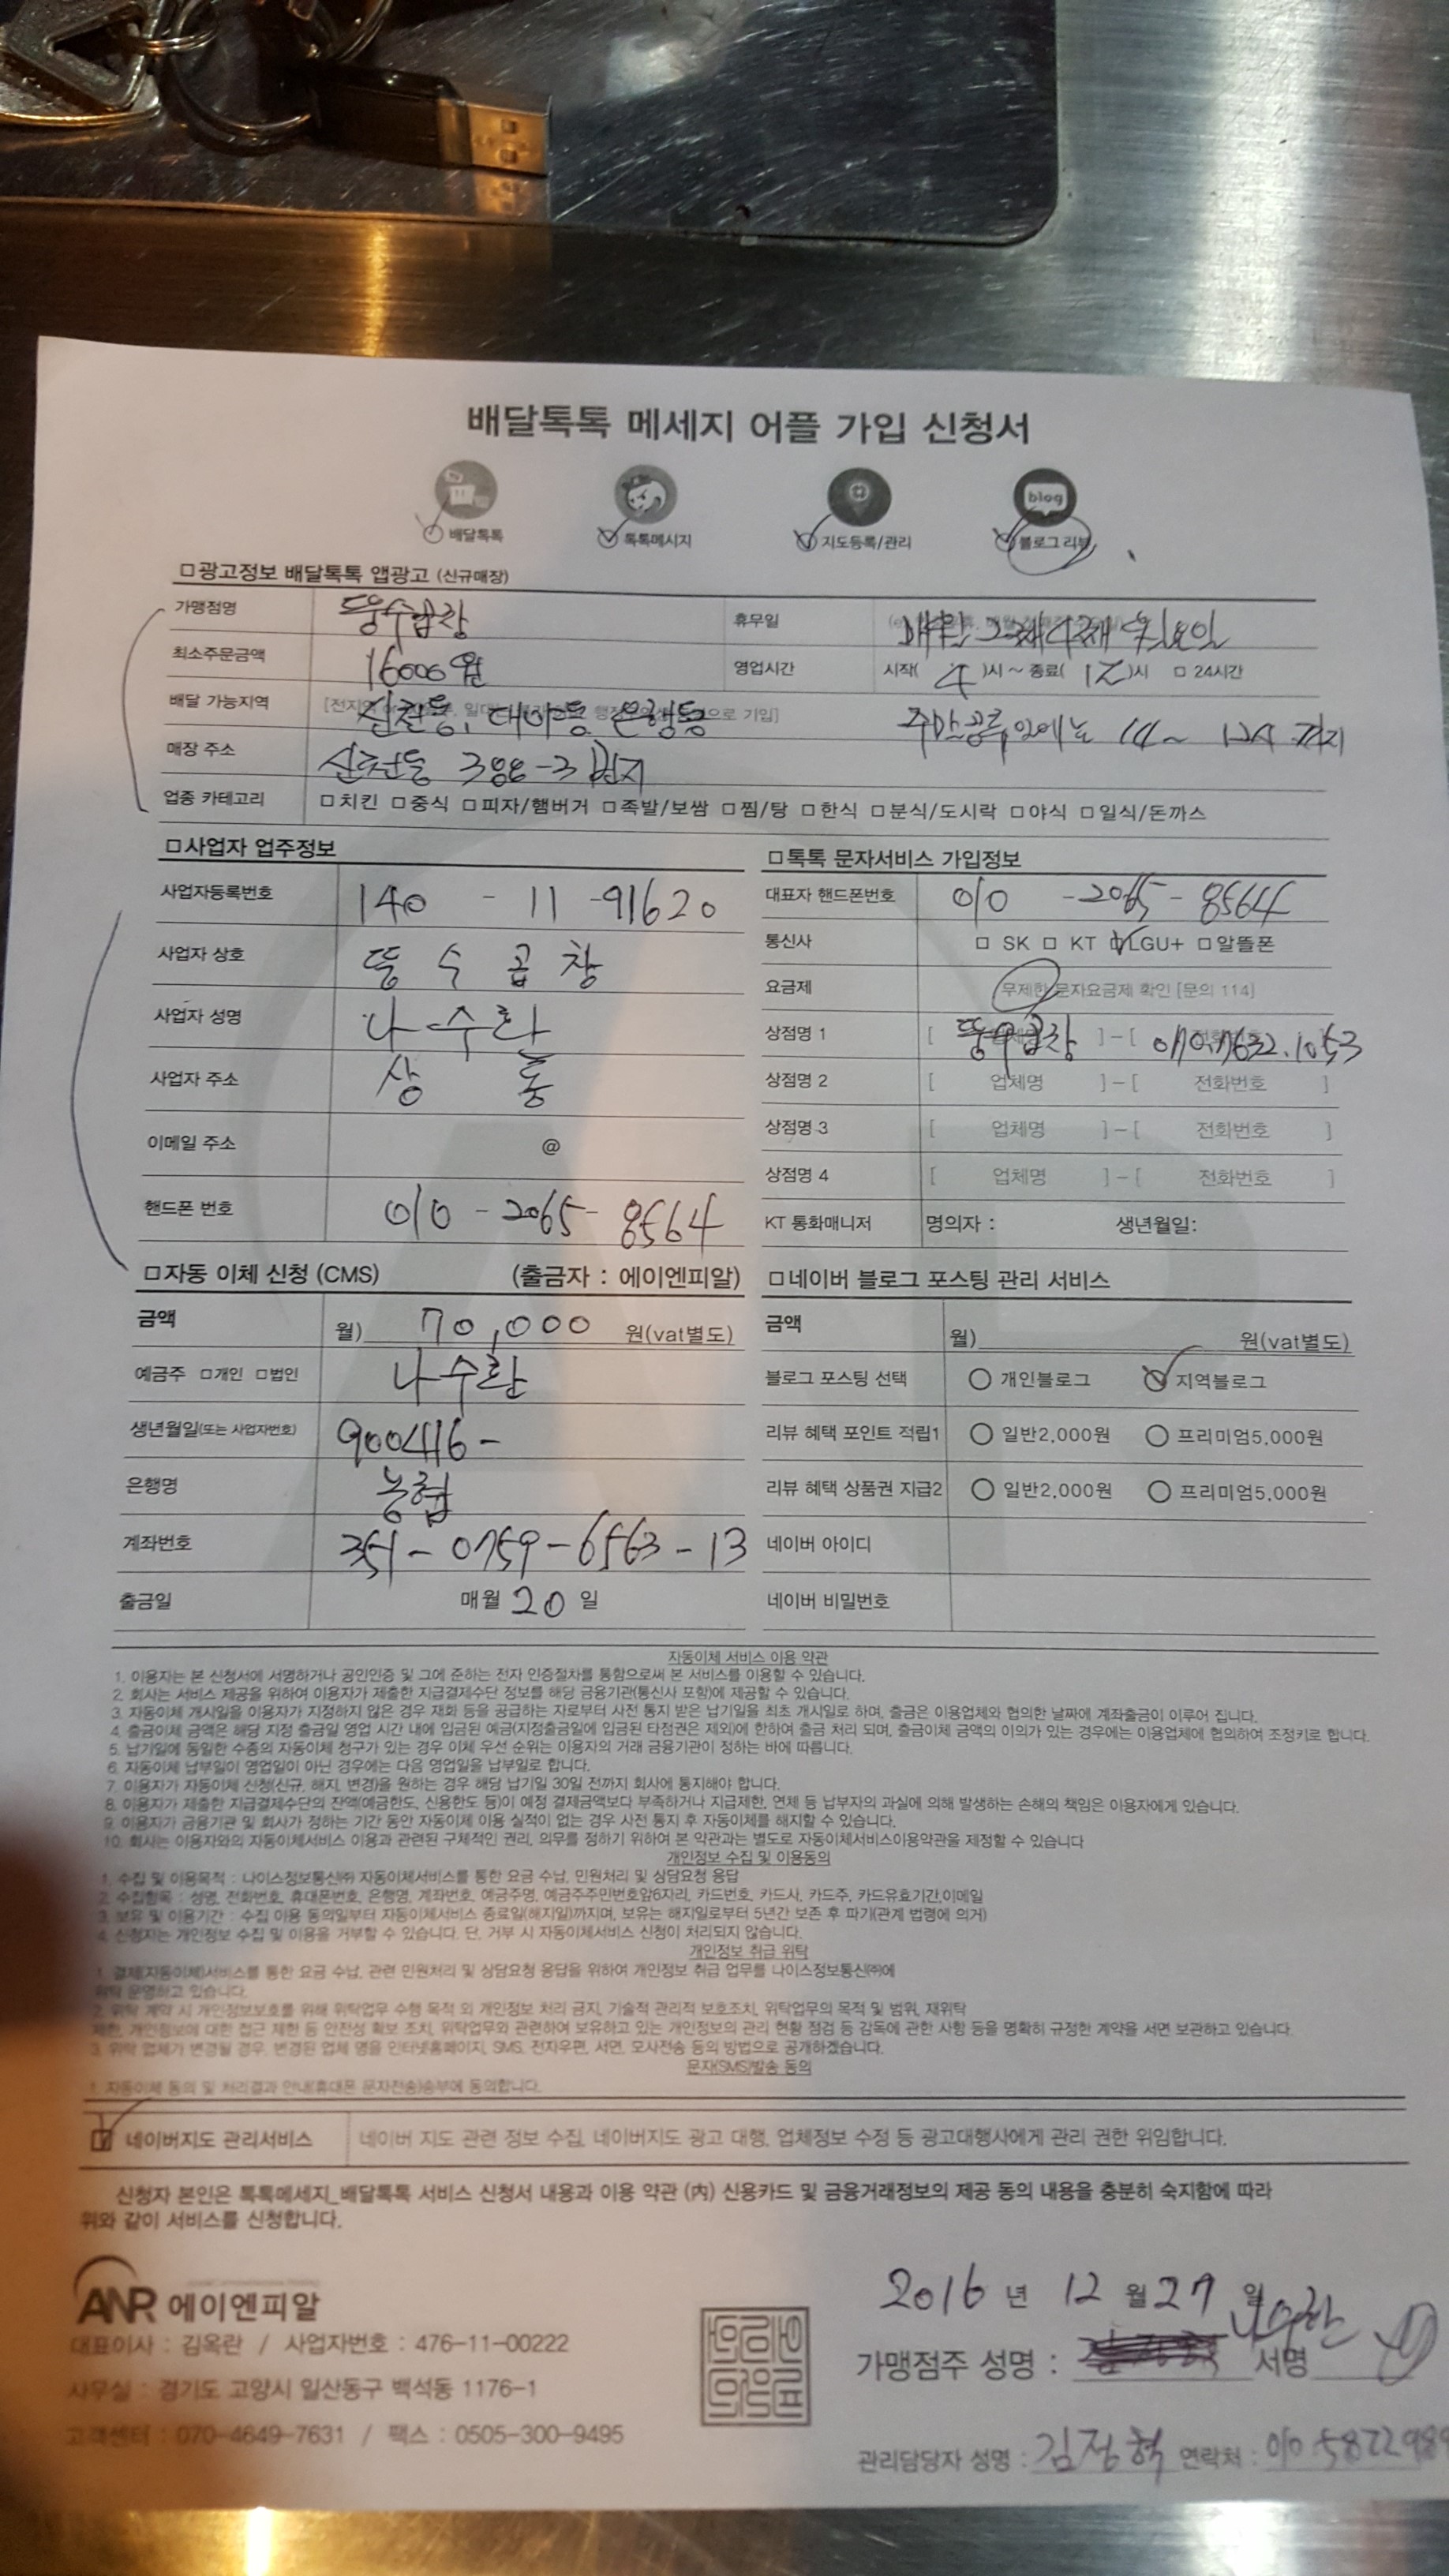 배달톡톡 메세지 어플 가입 신청서
blog
배달톡톡 톡톡메시지 지도등록/관리 블로그 리뷰
□광고정보 배달톡톡 앱광고 (신규매장)
가맹점명 뚱수곱창 휴무일 매월 2째 4째 월요일
최소주문금액 16000원 영업시간 시작( 4 )시 ~ 종료( 12 )시 □ 24시간
배달 가능지역 신천동, 대야동 은행동 주말공휴일에는 14~ 12시 까지
매장 주소 신천동 388-3번지
업종 카테고리 □치킨 □중식 □피자/햄버거 □족발/보쌈 □찜/탕 □한식 □분식/도시락 □야식 □일식/돈까스
□사업자 업주정보
사업자등록번호 140 - 11 -91620
사업자 상호 뚱수곱창
사업자 성명 나수란
사업자 주소 상 동
이메일 주소 @
핸드폰 번호 010-2065-8564
□톡톡 문자서비스 가입정보
대표자 핸드폰번호 010 -2065-8564
통신사 □ SK □ KT □LGU+ □알뜰폰
요금제 무제한 문자요금제 확인 [문의 114]
상점명 1 [ 뚱수곱창 ]-[ 070.7632.1053
상점명 2 [ 업체명 ]-[ 전화번호 ]
상점명 3 [ 업체명 ]-[ 전화번호 ]
상점명 4 [ 업체명 ]-[ 전화번호 ]
KT 통화매니저 명의자 : 생년월일:
□자동 이체 신청 (CMS) (출금자 : 에이엔피알)
금액 월) 70,000 원(vat별도)
예금주 □개인 □법인 나수란
생년월일(또는 사업자번호) 900416-
은행명 농협
계좌번호 351-0759-6563-13
출금일 매월 20 일
□네이버 블로그 포스팅 관리 서비스
금액 월) 원(vat별도)
블로그 포스팅 선택 ○ 개인블로그 ○ 지역블로그
리뷰 혜택 포인트 적립1 ○ 일반2,000원 ○ 프리미엄5,000원
리뷰 혜택 상품권 지급2 ○ 일반2,000원 ○ 프리미엄5,000원
네이버 아이디
네이버 비밀번호
자동이체 서비스 이용 약관
1. 이용자는 본 신청서에 서명하거나 공인인증 및 그에 준하는 전자 인증절차를 통함으로써 본 서비스를 이용할 수 있습니다.
2. 회사는 서비스 제공을 위하여 이용자가 제출한 지급결제수단 정보를 해당 금융기관(통신사 포함)에 제공할 수 있습니다.
3. 자동이체 개시일을 이용자가 지정하지 않은 경우 재화 등을 공급하는 자로부터 사전 통지 받은 납기일을 최초 개시일로 하며, 출금은 이용업체와 협의한 날짜에 계좌출금이 이루어 집니다.
4. 출금이체 금액은 해당 지정 출금일 영업 시간 내에 입금된 예금(지정출금일에 입금된 타점권은 제외)에 한하여 출금 처리 되며, 출금이체 금액의 이의가 있는 경우에는 이용업체에 협의하여 조정키로 합니다.
5. 납기일에 동일한 수종의 자동이체 청구가 있는 경우 이체 우선 순위는 이용자의 거래 금융기관이 정하는 바에 따릅니다.
6. 자동이체 납부일이 영업일이 아닌 경우에는 다음 영업일을 납부일로 합니다.
7. 이용자가 자동이체 신청(신규, 해지, 변경)을 원하는 경우 해당 납기일 30일 전까지 회사에 통지해야 합니다.
8. 이용자가 제출한 지급결제수단의 잔액(예금한도, 신용한도 등)이 예정 결제금액보다 부족하거나 지급제한, 연체 등 납부자의 과실에 의해 발생하는 손해의 책임은 이용자에게 있습니다.
9. 이용자가 금융기관 및 회사가 정하는 기간 동안 자동이체 이용 실적이 없는 경우 사전 통지 후 자동이체를 해지할 수 있습니다.
10. 회사는 이용자와의 자동이체서비스 이용과 관련된 구체적인 권리, 의무를 정하기 위하여 본 약관과는 별도로 자동이체서비스이용약관을 제정할 수 있습니다
개인정보 수집 및 이용동의
1. 수집 및 이용목적 : 나이스정보통신㈜ 자동이체서비스를 통한 요금 수납, 민원처리 및 상담요청 응답
2. 수집항목 : 성명, 전화번호, 휴대폰번호, 은행명, 계좌번호, 예금주명, 예금주주민번호앞6자리, 카드번호, 카드사, 카드주, 카드유효기간,이메일
3. 보유 및 이용기간 : 수집 이용 동의일부터 자동이체서비스 종료일(해지일)까지며, 보유는 해지일로부터 5년간 보존 후 파기(관계 법령에 의거)
4. 신청자는 개인정보 수집 및 이용을 거부할 수 있습니다. 단, 거부 시 자동이체서비스 신청이 처리되지 않습니다.
개인정보 취급 위탁
1. 결제(자동이체)서비스를 통한 요금 수납, 관련 민원처리 및 상담요청 응답을 위하여 개인정보 취급 업무를 나이스정보통신㈜에
위탁 운영하고 있습니다.
2. 위탁 계약 시 개인정보보호를 위해 위탁업무 수행 목적 외 개인정보 처리 금지, 기술적 관리적 보호조치, 위탁업무의 목적 및 범위, 재위탁
제한, 개인정보에 대한 접근 제한 등 안전성 확보 조치, 위탁업무와 관련하여 보유하고 있는 개인정보의 관리 현황 점검 등 감독에 관한 사항 등을 명확히 규정한 계약을 서면 보관하고 있습니다.
3. 위탁 업체가 변경될 경우, 변경된 업체 명을 인터넷홈페이지, SMS, 전자우편, 서면, 모사전송 등의 방법으로 공개하겠습니다.
문자(SMS)발송 동의
1. 자동이체 동의 및 처리결과 안내(휴대폰 문자전송)송부에 동의합니다.
네이버지도 관리서비스 네이버 지도 관련 정보 수집, 네이버지도 광고 대행, 업체정보 수정 등 광고대행사에게 관리 권한 위임합니다.
신청자 본인은 톡톡메세지_배달톡톡 서비스 신청서 내용과 이용 약관 (內) 신용카드 및 금융거래정보의 제공 동의 내용을 충분히 숙지함에 따라
위와 같이 서비스를 신청합니다.
2016 년 12 월 27 일
ANR 에이엔피알
대표이사 : 김옥란 / 사업자번호 : 476-11-00222
사무실 : 경기도 고양시 일산동구 백석동 1176-1
고객센터 : 070-4649-7631 / 팩스 : 0505-300-9495
가맹점주 성명 : 나수란 서명
관리담당자 성명 : 김정혁 연락처 : 010.5822989